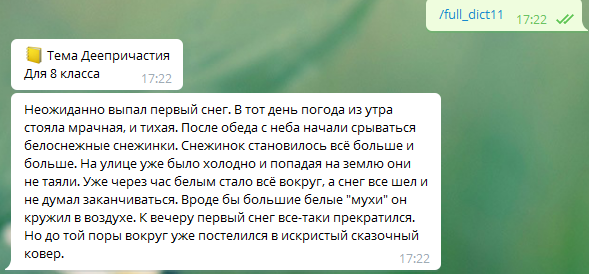 /full_dict11
17:22
Тема Деепричастия
Для 8 класса
17:22
Неожиданно выпал первый снег. В тот день погода из утра
стояла мрачная, и тихая. После обеда с неба начали срываться
белоснежные снежинки. Снежинок становилось всё больше и
больше. На улице уже было холодно и попадая на землю они
не таяли. Уже через час белым стало всё вокруг, а снег все шел и
не думал заканчиваться. Вроде бы большие белые "мухи" он
кружил в воздухе. К вечеру первый снег все-таки прекратился.
Но до той поры вокруг уже постелился в искристый сказочный
ковер.
17:22